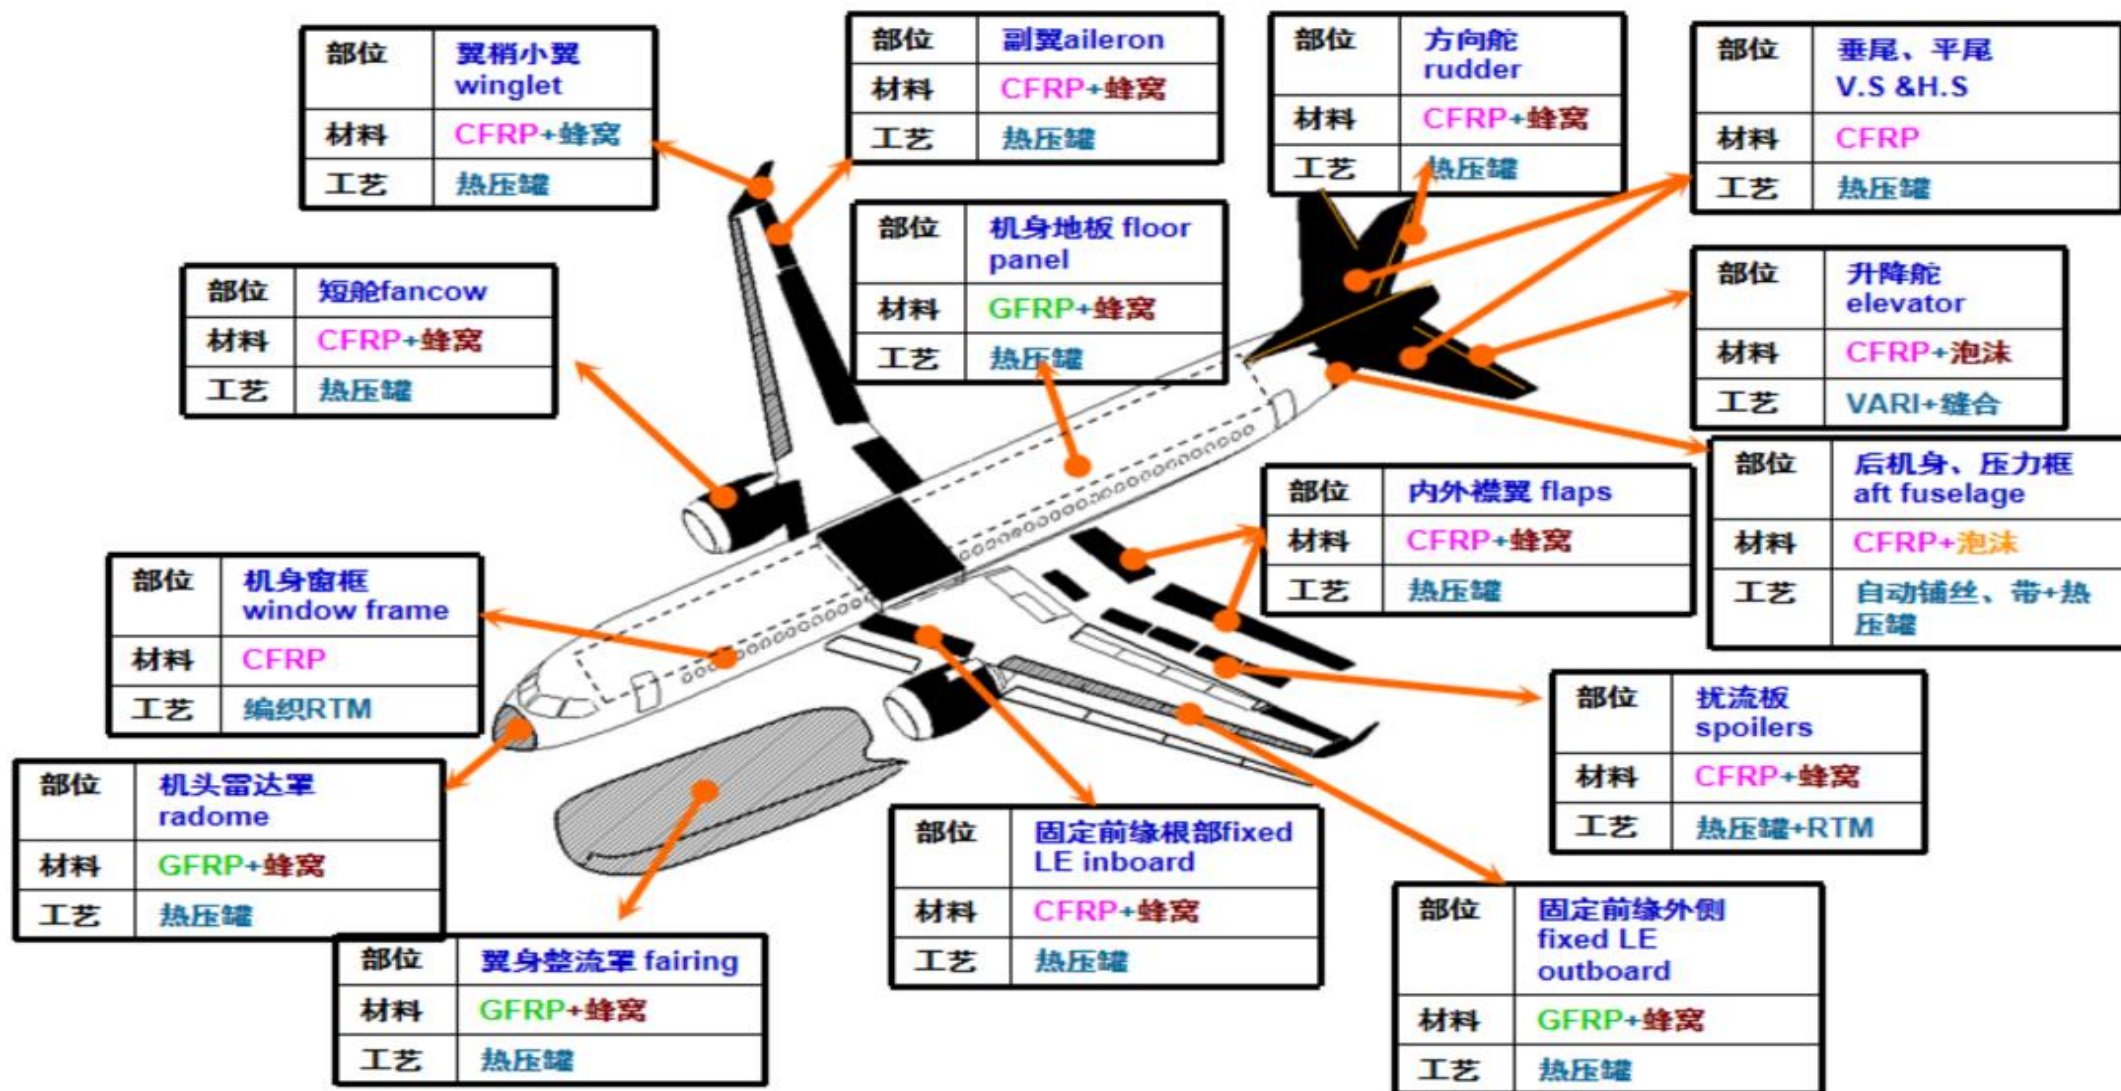 部位 翼梢小翼
winglet
材料 CFRP+蜂窝
工艺 热压罐
部位 副翼aileron
材料 CFRP+蜂窝
工艺 热压罐
部位 方向舵
rudder
材料 CFRP+蜂窝
工艺 热压罐
部位 垂尾、平尾
V.S &H.S
材料 CFRP
工艺 热压罐
部位 短舱fancow
材料 CFRP+蜂窝
工艺 热压罐
部位 机身地板 floor
panel
材料 GFRP+蜂窝
工艺 热压罐
部位 升降舵
elevator
材料 CFRP+泡沫
工艺 VARI+缝合
部位 内外襟翼 flaps
材料 CFRP+蜂窝
工艺 热压罐
部位 后机身、压力框
aft fuselage
材料 CFRP+泡沫
工艺 自动铺丝、带+热
压罐
部位 机身窗框
window frame
材料 CFRP
工艺 编织RTM
部位 扰流板
spoilers
材料 CFRP+蜂窝
工艺 热压罐+RTM
部位 机头雷达罩
radome
材料 GFRP+蜂窝
工艺 热压罐
部位 固定前缘根部fixed
LE inboard
材料 CFRP+蜂窝
工艺 热压罐
部位 固定前缘外侧
fixed LE
outboard
材料 GFRP+蜂窝
工艺 热压罐
部位 翼身整流罩 fairing
材料 GFRP+蜂窝
工艺 热压罐